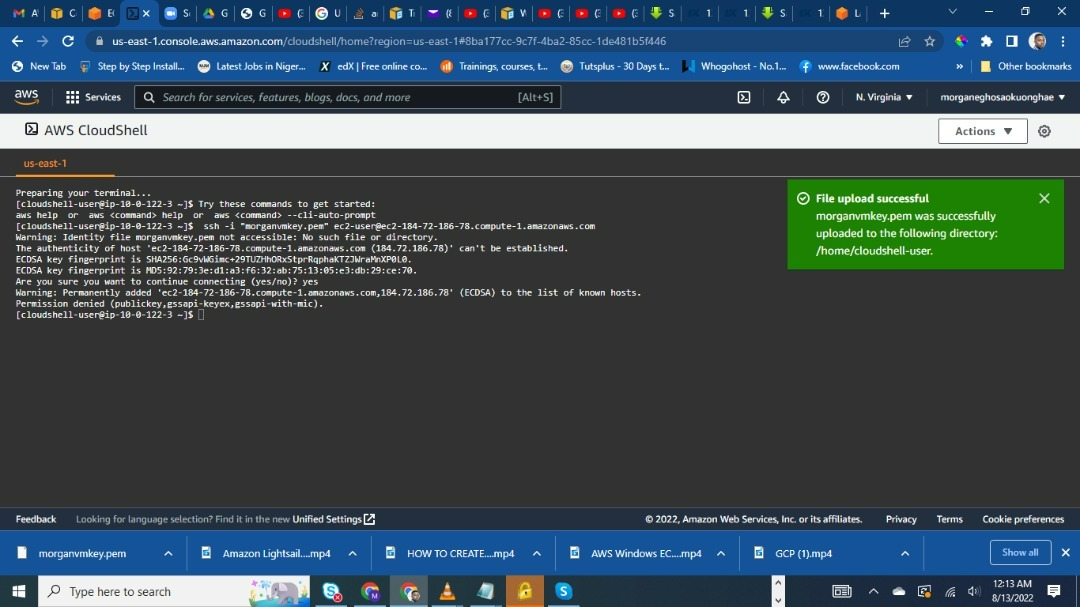 us-east-1.console.aws.amazon.com/cloudshell/home?region=us-east-1#8ba177cc-9c7f-4ba2-85cc-1de481b5f446
New Tab
Step by Step Install...
Latest Jobs in Niger...
edX | Free online co...
Trainings, courses, t...
Tutsplus - 30 Days t...
Whogohost - No.1...
www.facebook.com
»
Other bookmarks
aws
Services
Search for services, features, blogs, docs, and more
[Alt+S]
N. Virginia
morganeghosaokuonghae
AWS CloudShell
Actions
us-east-1
Preparing your terminal...
[cloudshell-user@ip-10-0-122-3 ~]$ Try these commands to get started:
aws help  or  aws <command> help  or  aws <command> --cli-auto-prompt
[cloudshell-user@ip-10-0-122-3 ~]$  ssh -i "morganvmkey.pem" ec2-user@ec2-184-72-186-78.compute-1.amazonaws.com
Warning: Identity file morganvmkey.pem not accessible: No such file or directory.
The authenticity of host 'ec2-184-72-186-78.compute-1.amazonaws.com (184.72.186.78)' can't be established.
ECDSA key fingerprint is SHA256:Gc9vWGimc+29TUZHhORxStprRqphaKTZJWraMnXP0L0.
ECDSA key fingerprint is MD5:92:79:3e:d1:a3:f6:32:ab:75:13:05:e3:db:29:ce:70.
Are you sure you want to continue connecting (yes/no)? yes
Warning: Permanently added 'ec2-184-72-186-78.compute-1.amazonaws.com,184.72.186.78' (ECDSA) to the list of known hosts.
Permission denied (publickey,gssapi-keyex,gssapi-with-mic).
[cloudshell-user@ip-10-0-122-3 ~]$
File upload successful
morganvmkey.pem was successfully
uploaded to the following directory:
/home/cloudshell-user.
Feedback
Looking for language selection? Find it in the new Unified Settings
© 2022, Amazon Web Services, Inc. or its affiliates.
Privacy
Terms
Cookie preferences
morganvmkey.pem
Amazon Lightsail....mp4
HOW TO CREATE....mp4
AWS Windows EC....mp4
GCP (1).mp4
Show all
Type here to search
12:13 AM
8/13/2022